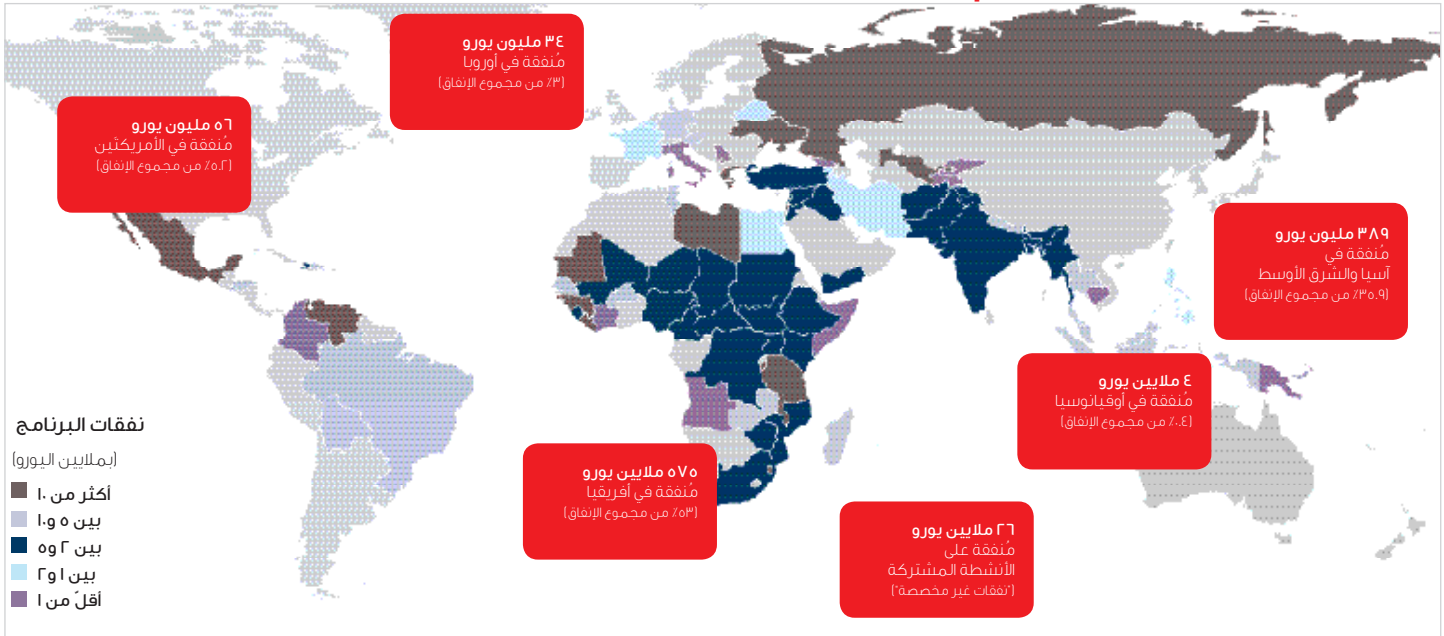 ٣٤ مليون يورو
مُنفقة في أوروبا
(٣٪ من مجموع الإنفاق)
٥٦ مليون يورو
مُنفقة في الأمريكتَين
(٥.٢٪ من مجموع الإنفاق)
٣٨٩ مليون يورو
مُنفقة في
آسيا والشرق الأوسط
(٣٥.٩٪ من مجموع الإنفاق)
٤ ملايين يورو
مُنفقة في أوقيانوسيا
(٠.٤٪ من مجموع الإنفاق)
٥٧٥ ملايين يورو
مُنفقة في أفريقيا
(٥٣٪ من مجموع الإنفاق)
٢٦ ملايين يورو
مُنفقة على
الأنشطة المشتركة
("نفقات غير مخصصة")
نفقات البرنامج
(بملايين اليورو)
أكثر من ١٠
بين ٥ و١٠
بين ٢ و٥
بين ١ و٢
أقلّ من ١